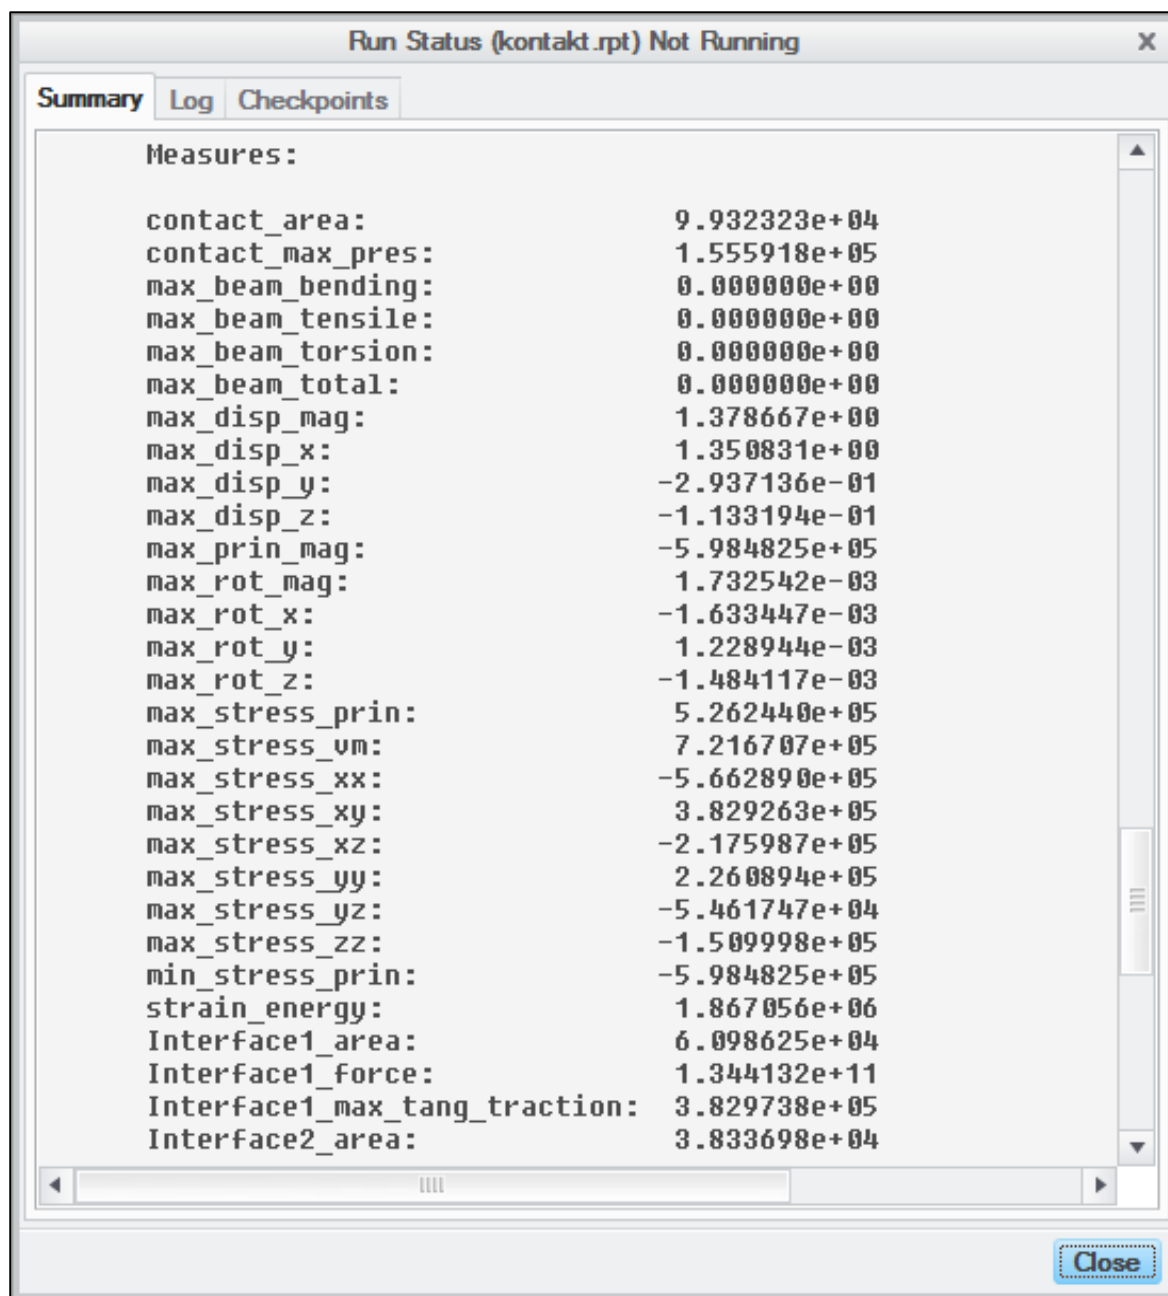 Run Status (kontakt.rpt) Not Running x
Summary Log Checkpoints
Measures:
contact_area: 9.932323e+04
contact_max_pres: 1.555918e+05
max_beam_bending: 0.000000e+00
max_beam_tensile: 0.000000e+00
max_beam_torsion: 0.000000e+00
max_beam_total: 0.000000e+00
max_disp_mag: 1.378667e+00
max_disp_x: 1.350831e+00
max_disp_y: -2.937136e-01
max_disp_z: -1.133194e-01
max_prin_mag: -5.984825e+05
max_rot_mag: 1.732542e-03
max_rot_x: -1.633447e-03
max_rot_y: 1.228944e-03
max_rot_z: -1.484117e-03
max_stress_prin: 5.262440e+05
max_stress_vm: 7.216707e+05
max_stress_xx: -5.662890e+05
max_stress_xy: 3.829263e+05
max_stress_xz: -2.175987e+05
max_stress_yy: 2.260894e+05
max_stress_yz: -5.461747e+04
max_stress_zz: -1.509998e+05
min_stress_prin: -5.984825e+05
strain_energy: 1.867056e+06
Interface1_area: 6.098625e+04
Interface1_force: 1.344132e+11
Interface1_max_tang_traction: 3.829738e+05
Interface2_area: 3.833698e+04
Close